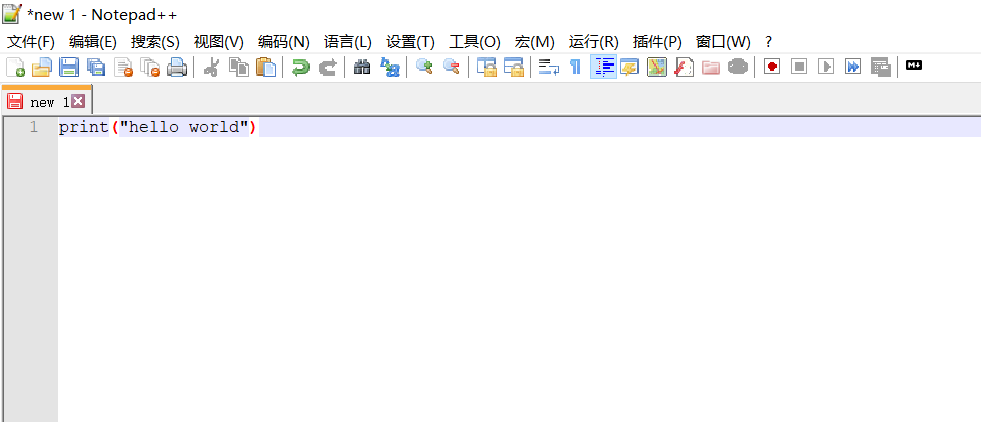 *new 1 - Notepad++
文件(F) 编辑(E) 搜索(S) 视图(V) 编码(N) 语言(L) 设置(T) 工具(O) 宏(M) 运行(R) 插件(P) 窗口(W) ?
new 1
1 print("hello world")